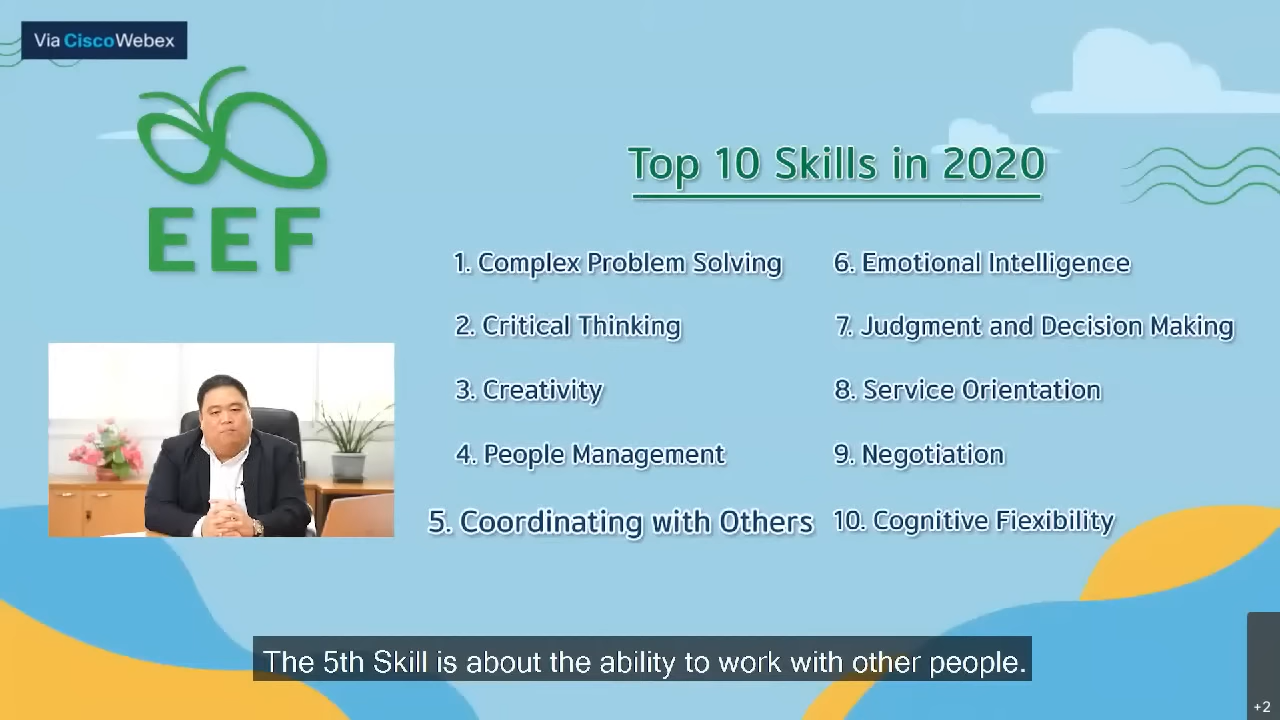 Via Cisco Webex
EEF
Top 10 Skills in 2020
1. Complex Problem Solving
2. Critical Thinking
3. Creativity
4. People Management
5. Coordinating with Others
6. Emotional Intelligence
7. Judgment and Decision Making
8. Service Orientation
9. Negotiation
10. Cognitive Fiexibility
The 5th Skill is about the ability to work with other people.
+2